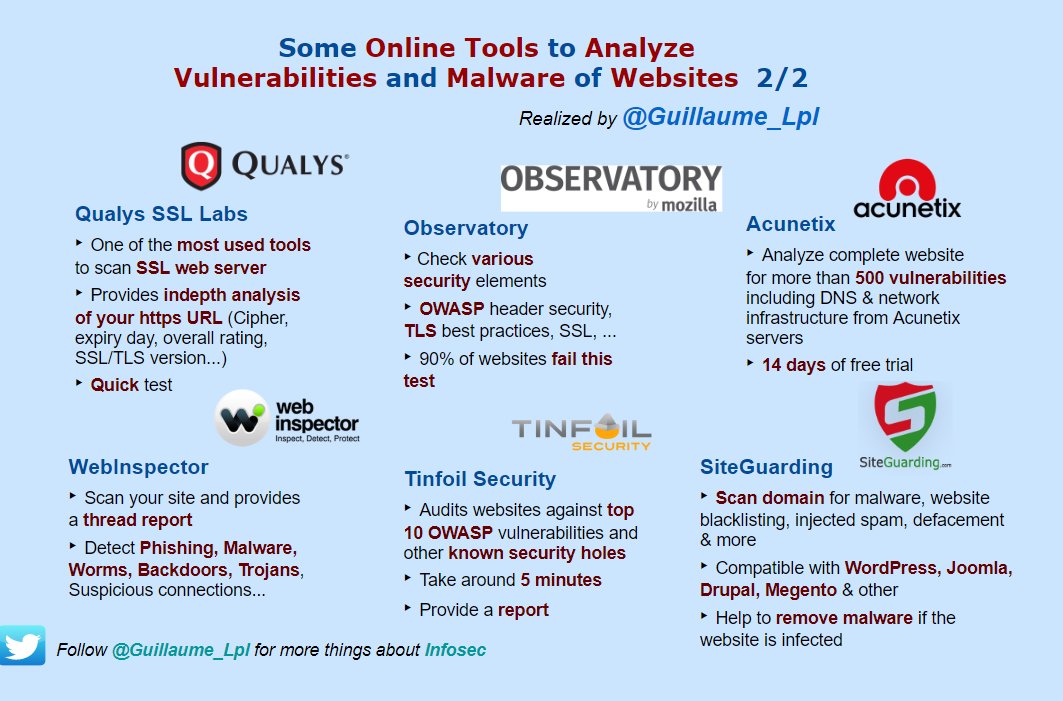 Some Online Tools to Analyze
Vulnerabilities and Malware of Websites 2/2
Realized by @Guillaume_Lpl
QUALYS®
Qualys SSL Labs
‣ One of the most used tools
to scan SSL web server
‣ Provides indepth analysis
of your https URL (Cipher,
expiry day, overall rating,
SSL/TLS version...)
‣ Quick test
OBSERVATORY
by mozilla
Observatory
‣ Check various
security elements
‣ OWASP header security,
TLS best practices, SSL, ...
‣ 90% of websites fail this
test
acunetix
Acunetix
‣ Analyze complete website
for more than 500 vulnerabilities
including DNS & network
infrastructure from Acunetix
servers
‣ 14 days of free trial
web
inspector
Inspect, Detect, Protect
WebInspector
‣ Scan your site and provides
a thread report
‣ Detect Phishing, Malware,
Worms, Backdoors, Trojans,
Suspicious connections...
TINFOIL
SECURITY
Tinfoil Security
‣ Audits websites against top
10 OWASP vulnerabilities and
other known security holes
‣ Take around 5 minutes
‣ Provide a report
SiteGuarding.com
SiteGuarding
‣ Scan domain for malware, website
blacklisting, injected spam, defacement
& more
‣ Compatible with WordPress, Joomla,
Drupal, Megento & other
‣ Help to remove malware if the
website is infected
Follow @Guillaume_Lpl for more things about Infosec